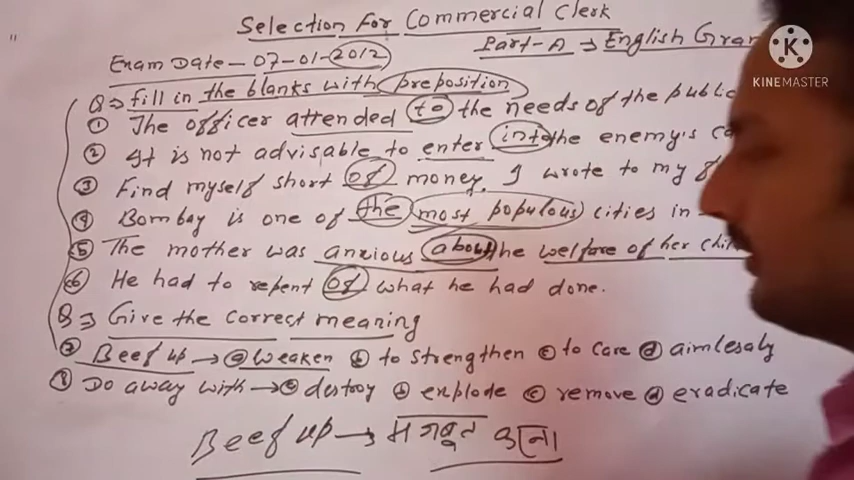 Selection For Commercial Clerk
Exam Date - 07-01-2012
Part-A → English Gram
Q ⇒ fill in the blanks with preposition
① The officer attended to the needs of the public
② It is not advisable to enter into the enemy's ca
③ Find myself short of money. I wrote to my
④ Bombay is one of the most populous cities in
⑤ The mother was anxious about the welfare of her chil
⑥ He had to repent of what he had done.
Q ⇒ Give the correct meaning
⑦ Beef up → ⓐ weaken ⓑ to strengthen ⓒ to care ⓓ aimlesaly
⑧ Do away with → ⓐ destroy ⓑ explode ⓒ remove ⓓ eradicate
Beef up → मजबूत
KINEMASTER